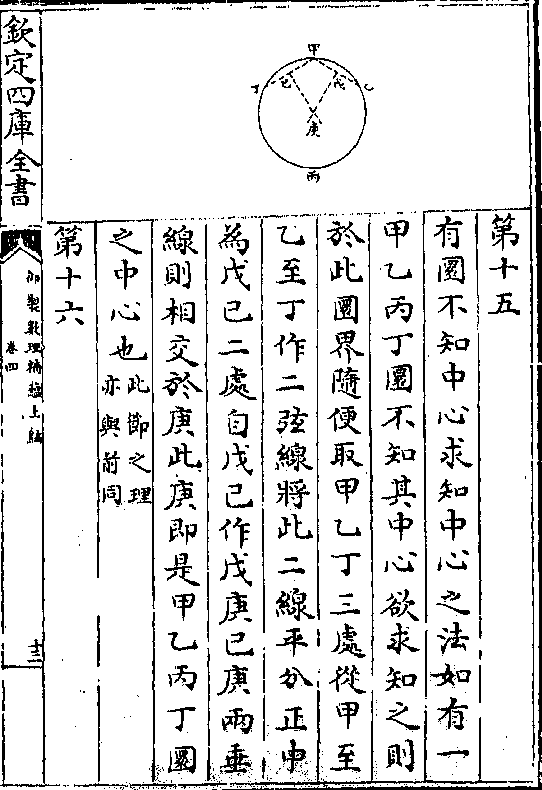 第十五
有圜不知中心求知中心之法如有一
甲乙丙丁圜不知其中心欲求知之則
於此圜界隨便取甲乙丁三處從甲至
乙至丁作二弦線將此二線平分正中
為戊己二處自戊己作戊庚己庚兩垂
線則相交於庚此庚即是甲乙丙丁圜
之中心也此節之理
亦與前同
第十六
甲
乙
丁
戊
己
庚
丙
欽定四庫全書
御製數理精蘊上編
卷四
十三